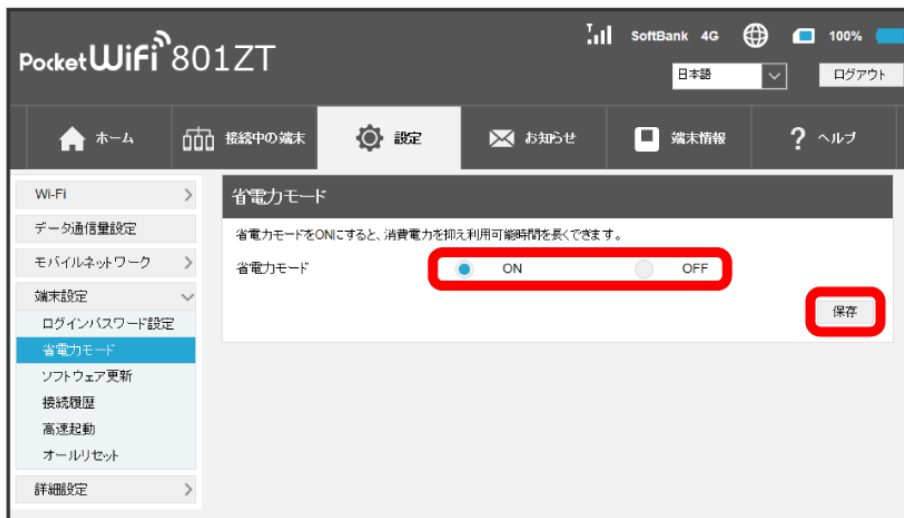 Pocket WiFi 801ZT
SoftBank 4G 100%
日本語 ログアウト
ホーム 接続中の端末 設定 お知らせ 端末情報 ? ヘルプ
Wi-Fi
データ通信量設定
モバイルネットワーク
端末設定
ログインパスワード設定
省電力モード
ソフトウェア更新
接続履歴
高速起動
オールリセット
詳細設定
省電力モード
省電力モードをONにすると、消費電力を抑え利用可能時間を長くできます。
省電力モード ON OFF
保存